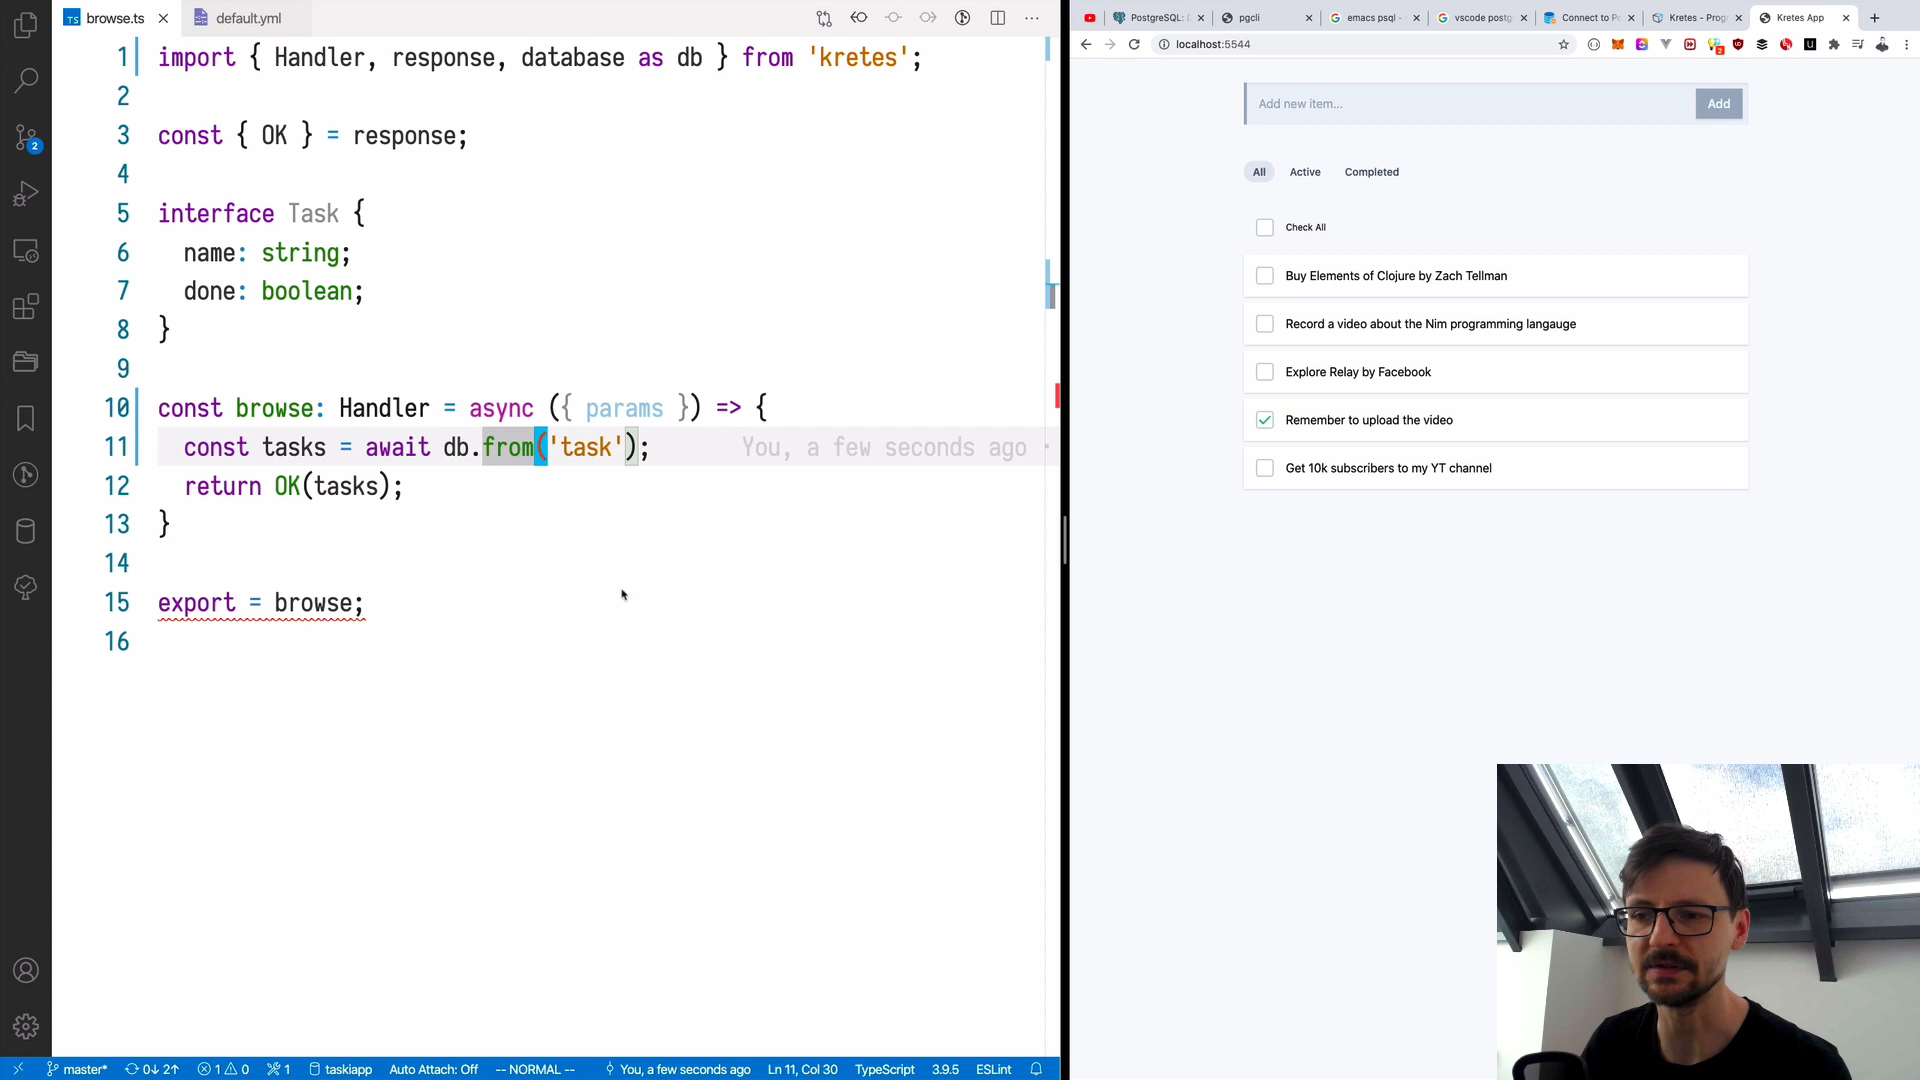 TS browse.ts
default.yml
1 import { Handler, response, database as db } from 'kretes';
2
3 const { OK } = response;
4
5 interface Task {
6 name: string;
7 done: boolean;
8 }
9
10 const browse: Handler = async ({ params }) => {
11 const tasks = await db.from('task'); You, a few seconds ago •
12 return OK(tasks);
13 }
14
15 export = browse;
16
2
master* 0↓ 2↑ 1 0 1 taskiapp Auto Attach: Off -- NORMAL -- You, a few seconds ago Ln 11, Col 30 TypeScript 3.9.5 ESLint
PostgreSQL: pgcli emacs psql - vscode postg Connect to Po Kretes - Prog Kretes App
localhost:5544
2
Add new item...
Add
All Active Completed
Check All
Buy Elements of Clojure by Zach Tellman
Record a video about the Nim programming langauge
Explore Relay by Facebook
Remember to upload the video
Get 10k subscribers to my YT channel